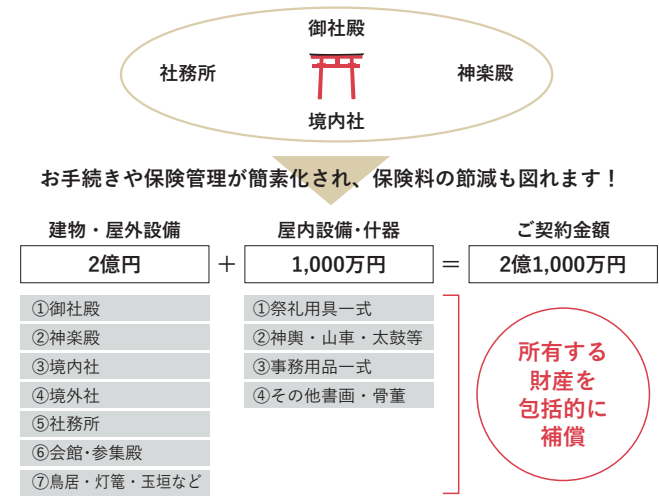 御社殿
社務所
神楽殿
境内社
お手続きや保険管理が簡素化され、保険料の節減も図れます！
建物・屋外設備
2億円
+
屋内設備・什器
1,000万円
=
ご契約金額
2億1,000万円
①御社殿
②神楽殿
③境内社
④境外社
⑤社務所
⑥会館・参集殿
⑦鳥居・灯篭・玉垣など
①祭礼用具一式
②神輿・山車・太鼓等
③事務用品一式
④その他書画・骨董
所有する
財産を
包括的に
補償